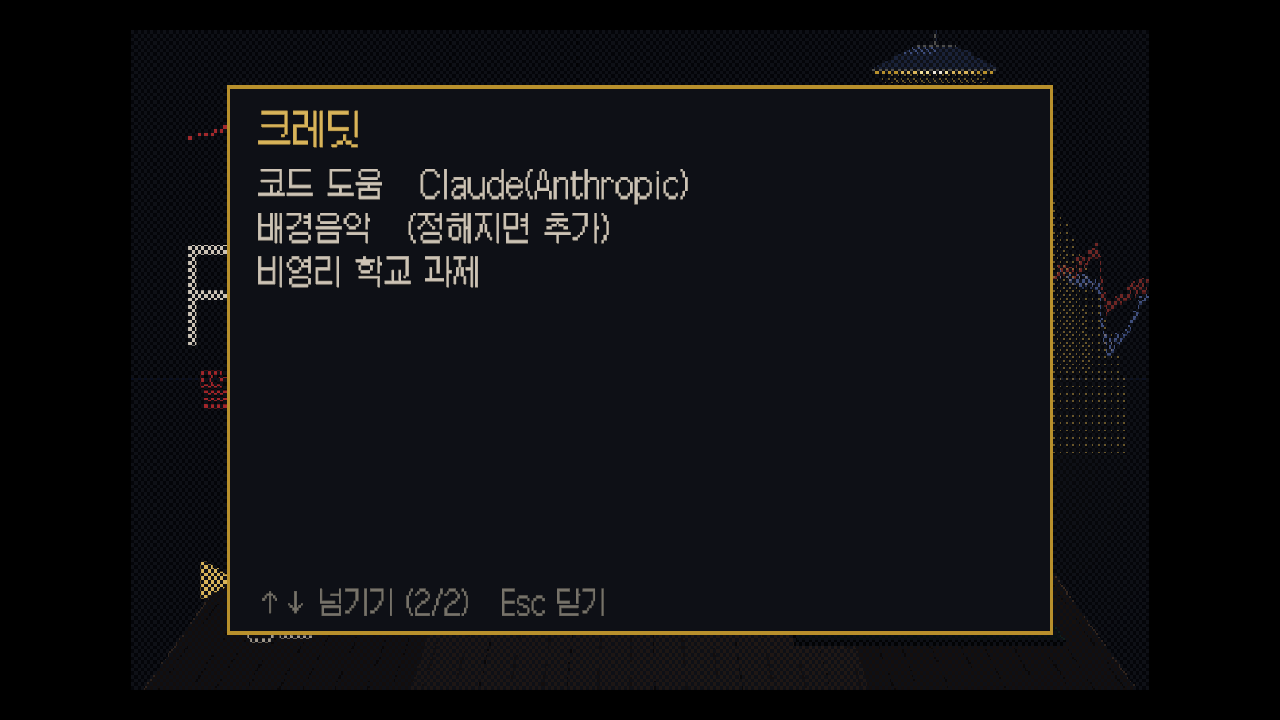 크레딧
코드 도움 Claude(Anthropic)
배경음악 (정해지면 추가)
비영리 학교 과제
↑↓ 넘기기 (2/2) Esc 닫기